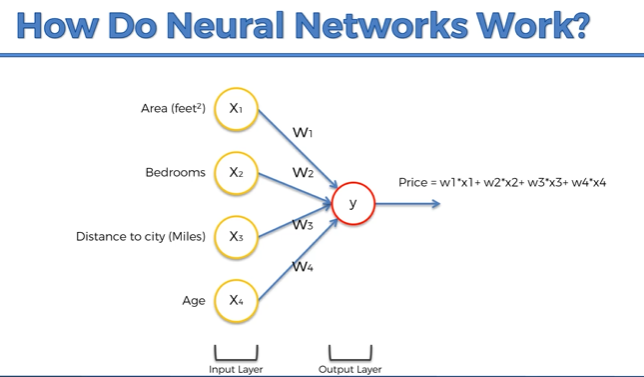 How Do Neural Networks Work?
Area (feet²)
X₁
W₁
Bedrooms
X₂
W₂
Price = w1*x1+ w2*x2+ w3*x3+ w4*x4
y
Distance to city (Miles)
X₃
W₃
W₄
Age
X₄
Input Layer
Output Layer